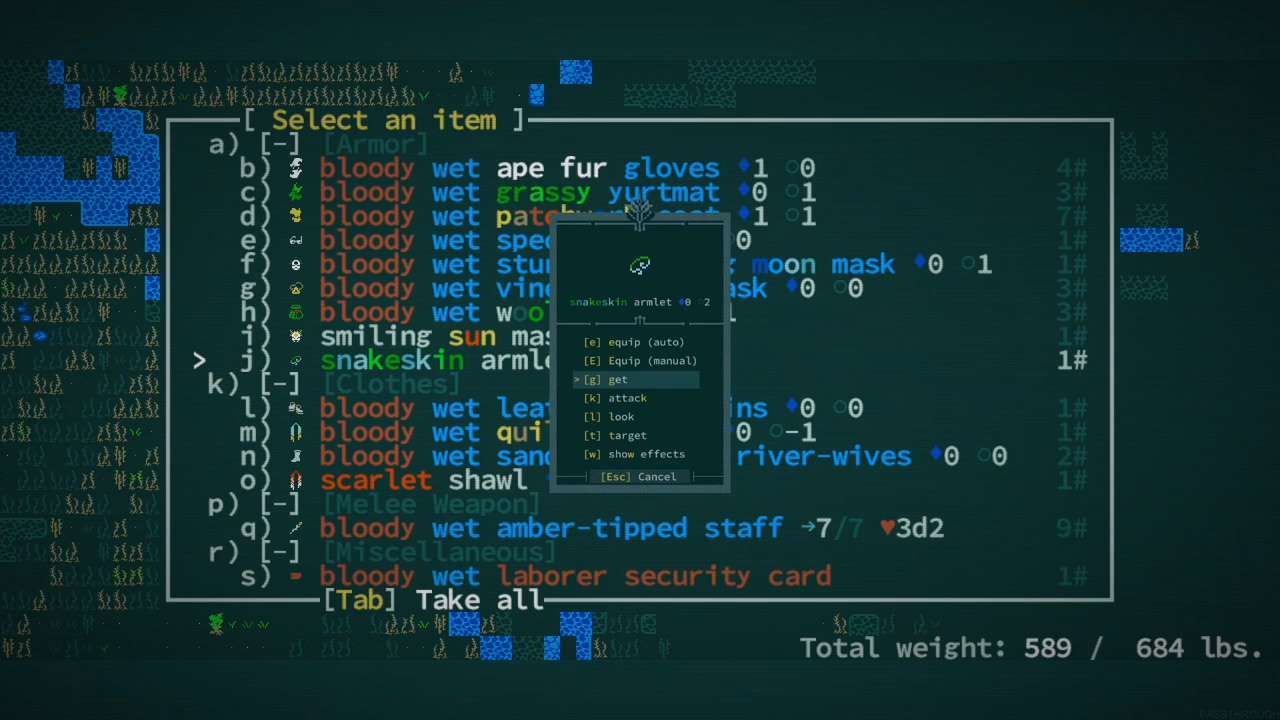 [ Select an item ]
a) [-] [Armor]
b) bloody wet ape fur gloves ♦1 ○0 4#
c) bloody wet grassy yurtmat ♦0 ○1 3#
d) bloody wet ♦1 ○1 7#
e) bloody wet 0 1#
f) bloody wet moon mask ♦0 ○1 1#
g) bloody wet ♦0 ○0 3#
h) bloody wet 3#
i) smiling sun 1#
> j) snakeskin 1#
k) [-] [Clothes]
l) bloody wet ♦0 ○0 1#
m) bloody wet 0 ○-1 1#
n) bloody wet river-wives ♦0 ○0 2#
o) scarlet shawl 1#
p) [-] [Melee Weapon]
q) bloody wet amber-tipped staff →7/7 ♥3d2 9#
r) [-] [Miscellaneous]
s) bloody wet laborer security card 1#
[Tab] Take all
Total weight: 589 / 684 lbs.
snakeskin armlet ♦0 ○2
[e] equip (auto)
[E] Equip (manual)
> [g] get
[k] attack
[l] look
[t] target
[w] show effects
[Esc] Cancel